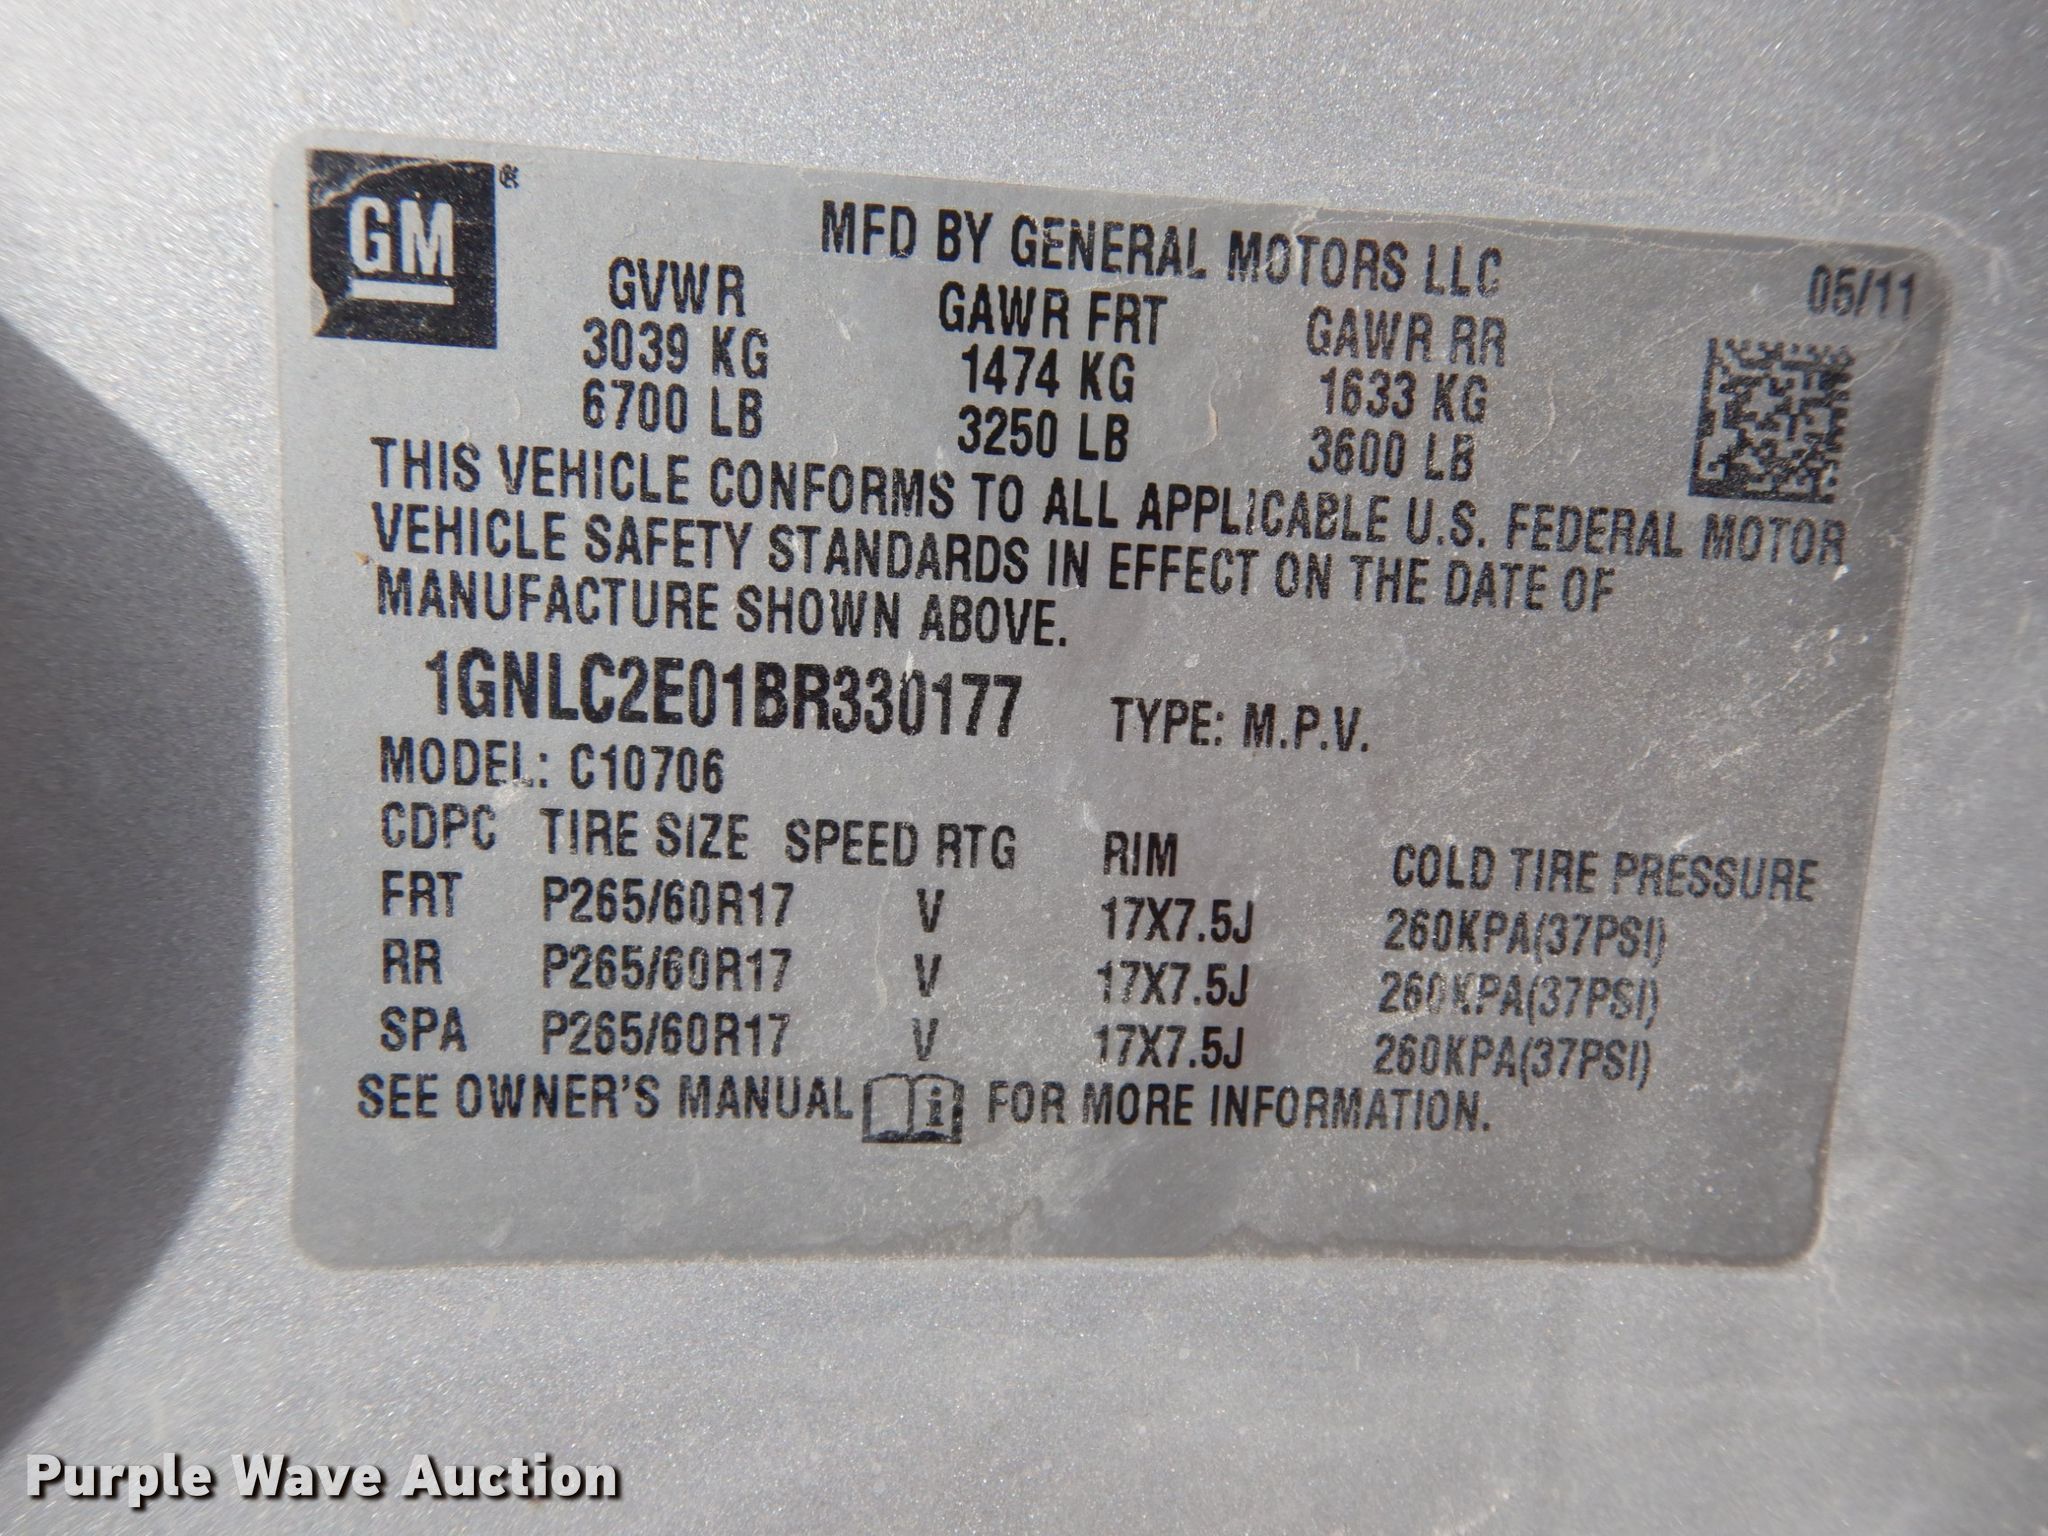 GM®
MFD BY GENERAL MOTORS LLC
05/11
GVWR GAWR FRT GAWR RR
3039 KG 1474 KG 1633 KG
6700 LB 3250 LB 3600 LB
THIS VEHICLE CONFORMS TO ALL APPLICABLE U.S. FEDERAL MOTOR
VEHICLE SAFETY STANDARDS IN EFFECT ON THE DATE OF
MANUFACTURE SHOWN ABOVE.
1GNLC2E01BR330177 TYPE: M.P.V.
MODEL: C10706
CDPC TIRE SIZE SPEED RTG RIM COLD TIRE PRESSURE
FRT P265/60R17 V 17X7.5J 260KPA(37PSI)
RR P265/60R17 V 17X7.5J 260KPA(37PSI)
SPA P265/60R17 V 17X7.5J 260KPA(37PSI)
SEE OWNER'S MANUAL i FOR MORE INFORMATION.
Purple Wave Auction